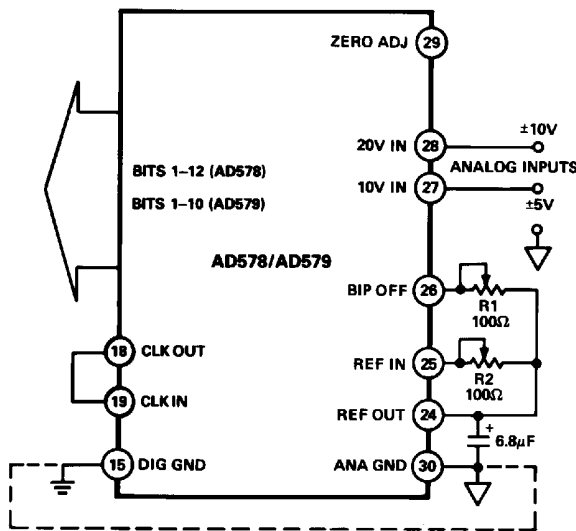 ZERO ADJ 29
20V IN 28 ±10V
ANALOG INPUTS
10V IN 27 ±5V
BITS 1–12 (AD578)
BITS 1–10 (AD579)
AD578/AD579
BIP OFF 26
R1
100Ω
18 CLK OUT
REF IN 25
R2
100Ω
19 CLK IN
REF OUT 24
+
6.8µF
15 DIG GND
ANA GND 30